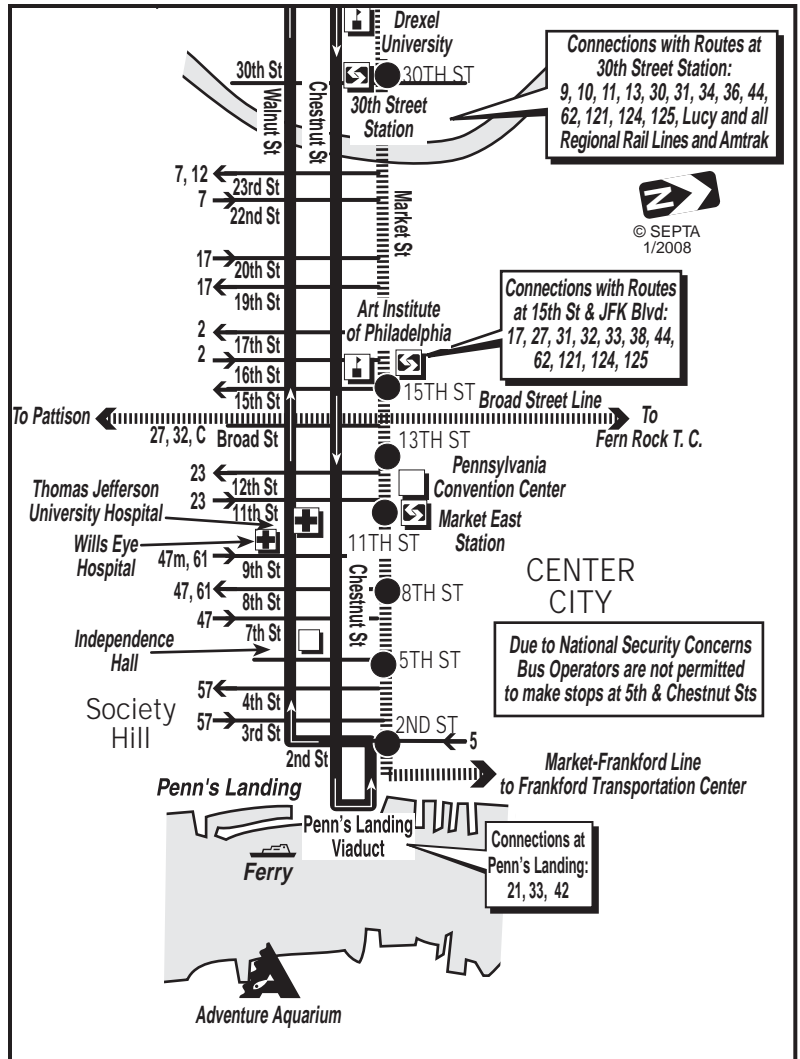 Drexel
University
30th St
30TH ST
30th Street
Station
Walnut St
Chestnut St
Connections with Routes at
30th Street Station:
9, 10, 11, 13, 30, 31, 34, 36, 44,
62, 121, 124, 125, Lucy and all
Regional Rail Lines and Amtrak
7, 12
23rd St
7
22nd St
Market St
N
© SEPTA
1/2008
17
20th St
17
19th St
Art Institute
of Philadelphia
Connections with Routes
at 15th St & JFK Blvd:
17, 27, 31, 32, 33, 38, 44,
62, 121, 124, 125
2
17th St
2
16th St
15th St
15TH ST
Broad Street Line
To Pattison
To
Fern Rock T. C.
27, 32, C
Broad St
13TH ST
23
12th St
Pennsylvania
Convention Center
23
11th St
Thomas Jefferson
University Hospital
Market East
Station
Wills Eye
Hospital
11TH ST
47m, 61
9th St
CENTER
CITY
47, 61
8th St
8TH ST
Chestnut St
47
7th St
Independence
Hall
5TH ST
Due to National Security Concerns
Bus Operators are not permitted
to make stops at 5th & Chestnut Sts
57
4th St
Society
Hill
57
3rd St
2ND ST
5
2nd St
Market-Frankford Line
to Frankford Transportation Center
Penn's Landing
Penn's Landing
Viaduct
Connections at
Penn's Landing:
21, 33, 42
Ferry
Adventure Aquarium